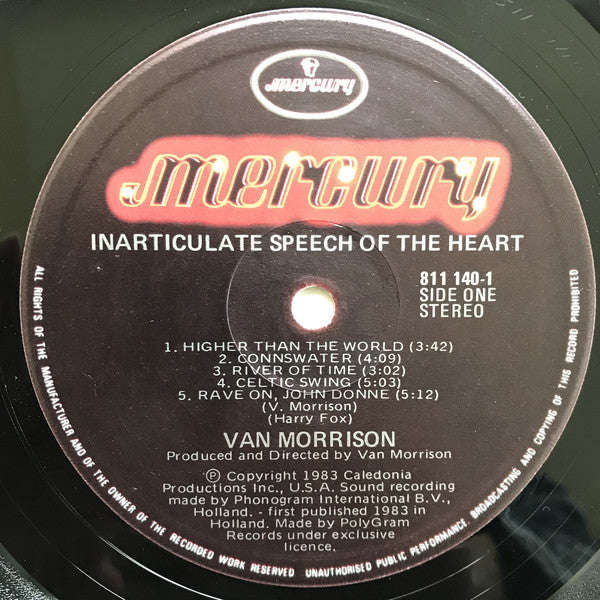 mercury
mercury
INARTICULATE SPEECH OF THE HEART
811 140-1
SIDE ONE
STEREO
1. HIGHER THAN THE WORLD (3:42)
2. CONNSWATER (4:09)
3. RIVER OF TIME (3:02)
4. CELTIC SWING (5:03)
5. RAVE ON, JOHN DONNE (5:12)
(V. Morrison)
(Harry Fox)
VAN MORRISON
Produced and Directed by Van Morrison
Ⓟ Copyright 1983 Caledonia
Productions Inc., U.S.A. Sound recording
made by Phonogram International B.V.,
Holland. - first published 1983 in
Holland. Made by PolyGram
Records under exclusive
licence.
ALL RIGHTS OF THE MANUFACTURER AND OF THE OWNER OF THE RECORDED WORK RESERVED UNAUTHORISED PUBLIC PERFORMANCE, BROADCASTING AND COPYING OF THIS RECORD PROHIBITED